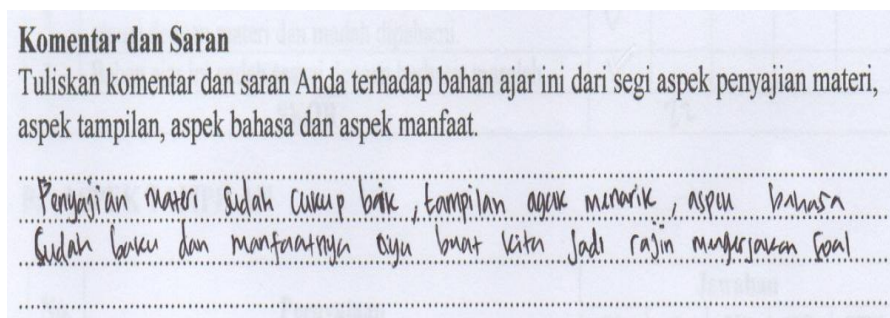 Komentar dan Saran
Tuliskan komentar dan saran Anda terhadap bahan ajar ini dari segi aspek penyajian materi,
aspek tampilan, aspek bahasa dan aspek manfaat.
Penyajian materi sudah cukup baik, tampilan agak menarik, aspek bahasa
Sudah baku dan manfaatnya buat kita jadi rajin mengerjakan soal